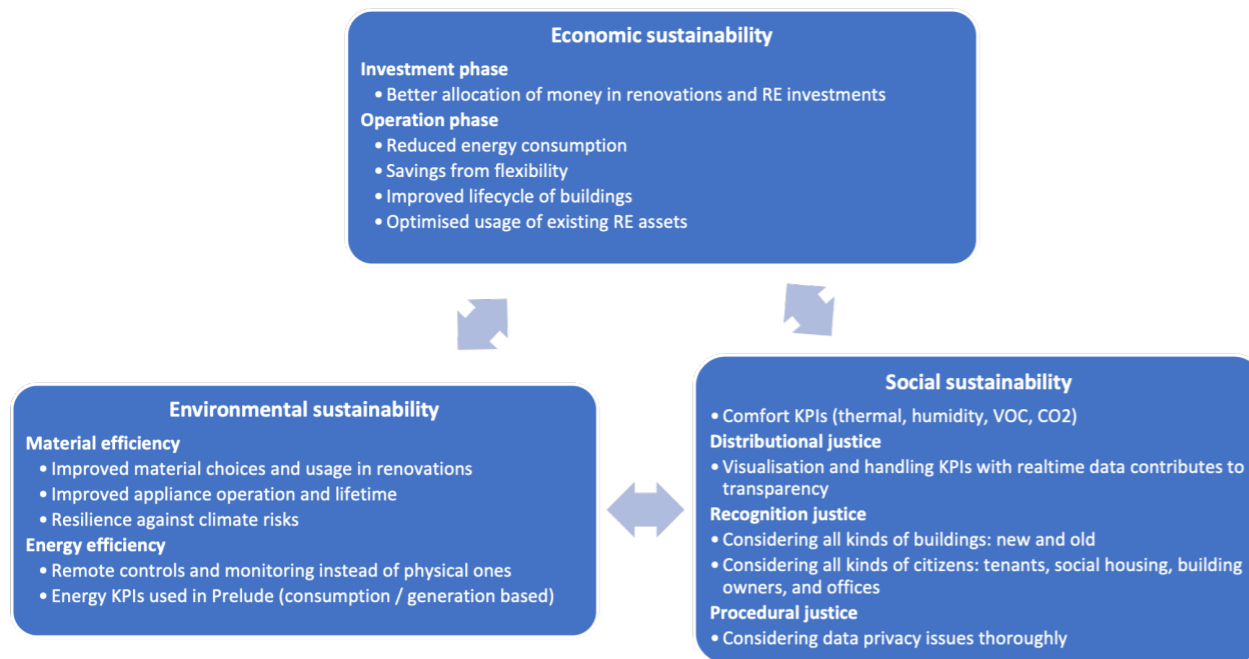 Economic sustainability
Investment phase
• Better allocation of money in renovations and RE investments
Operation phase
• Reduced energy consumption
• Savings from flexibility
• Improved lifecycle of buildings
• Optimised usage of existing RE assets
Environmental sustainability
Material efficiency
• Improved material choices and usage in renovations
• Improved appliance operation and lifetime
• Resilience against climate risks
Energy efficiency
• Remote controls and monitoring instead of physical ones
• Energy KPIs used in Prelude (consumption / generation based)
Social sustainability
• Comfort KPIs (thermal, humidity, VOC, CO2)
Distributional justice
• Visualisation and handling KPIs with realtime data contributes to
transparency
Recognition justice
• Considering all kinds of buildings: new and old
• Considering all kinds of citizens: tenants, social housing, building
owners, and offices
Procedural justice
• Considering data privacy issues thoroughly